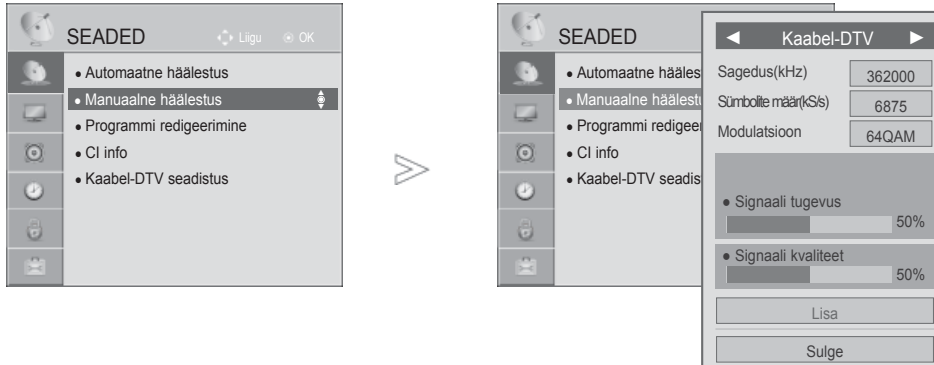 SEADED
Liigu
OK
● Automaatne häälestus
● Manuaalne häälestus
● Programmi redigeerimine
● CI info
● Kaabel-DTV seadistus
SEADED
● Automaatne hääles
● Manuaalne häälestu
● Programmi redigeer
● CI info
● Kaabel-DTV seadis
◀ Kaabel-DTV ▶
Sagedus(kHz) 362000
Sümbolite määr(kS/s) 6875
Modulatsioon 64QAM
● Signaali tugevus
50%
● Signaali kvaliteet
50%
Lisa
Sulge